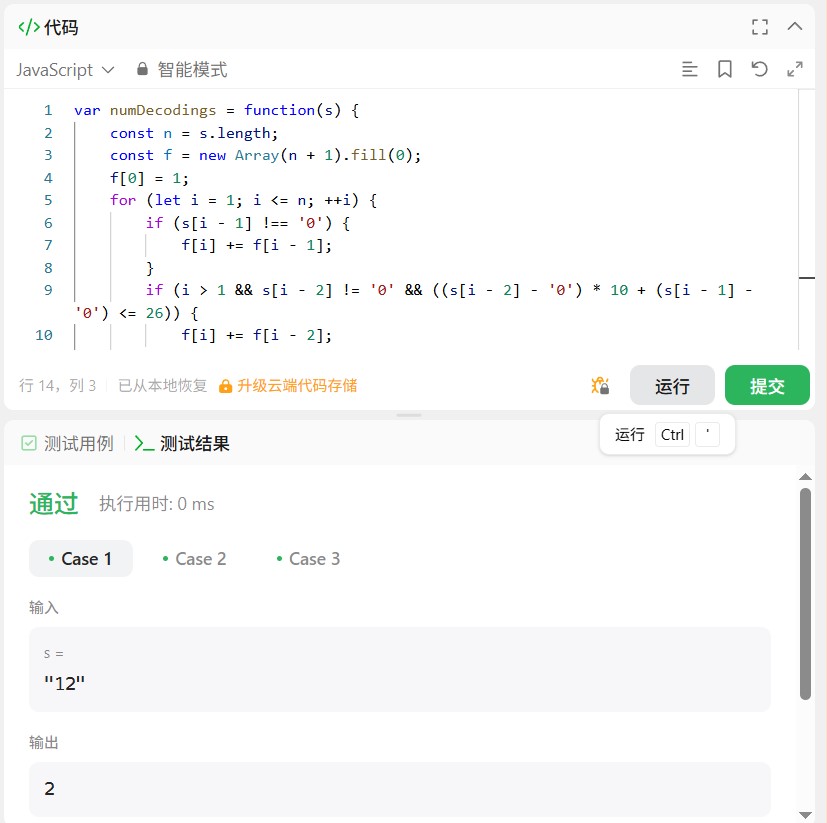 </> 代码
JavaScript 智能模式
1 var numDecodings = function(s) {
2 const n = s.length;
3 const f = new Array(n + 1).fill(0);
4 f[0] = 1;
5 for (let i = 1; i <= n; ++i) {
6 if (s[i - 1] !== '0') {
7 f[i] += f[i - 1];
8 }
9 if (i > 1 && s[i - 2] != '0' && ((s[i - 2] - '0') * 10 + (s[i - 1] -
'0') <= 26)) {
10 f[i] += f[i - 2];
行 14，列 3 已从本地恢复 升级云端代码存储 运行 提交
运行 Ctrl '
测试用例 >_ 测试结果
通过 执行用时: 0 ms
• Case 1 • Case 2 • Case 3
输入
s =
"12"
输出
2